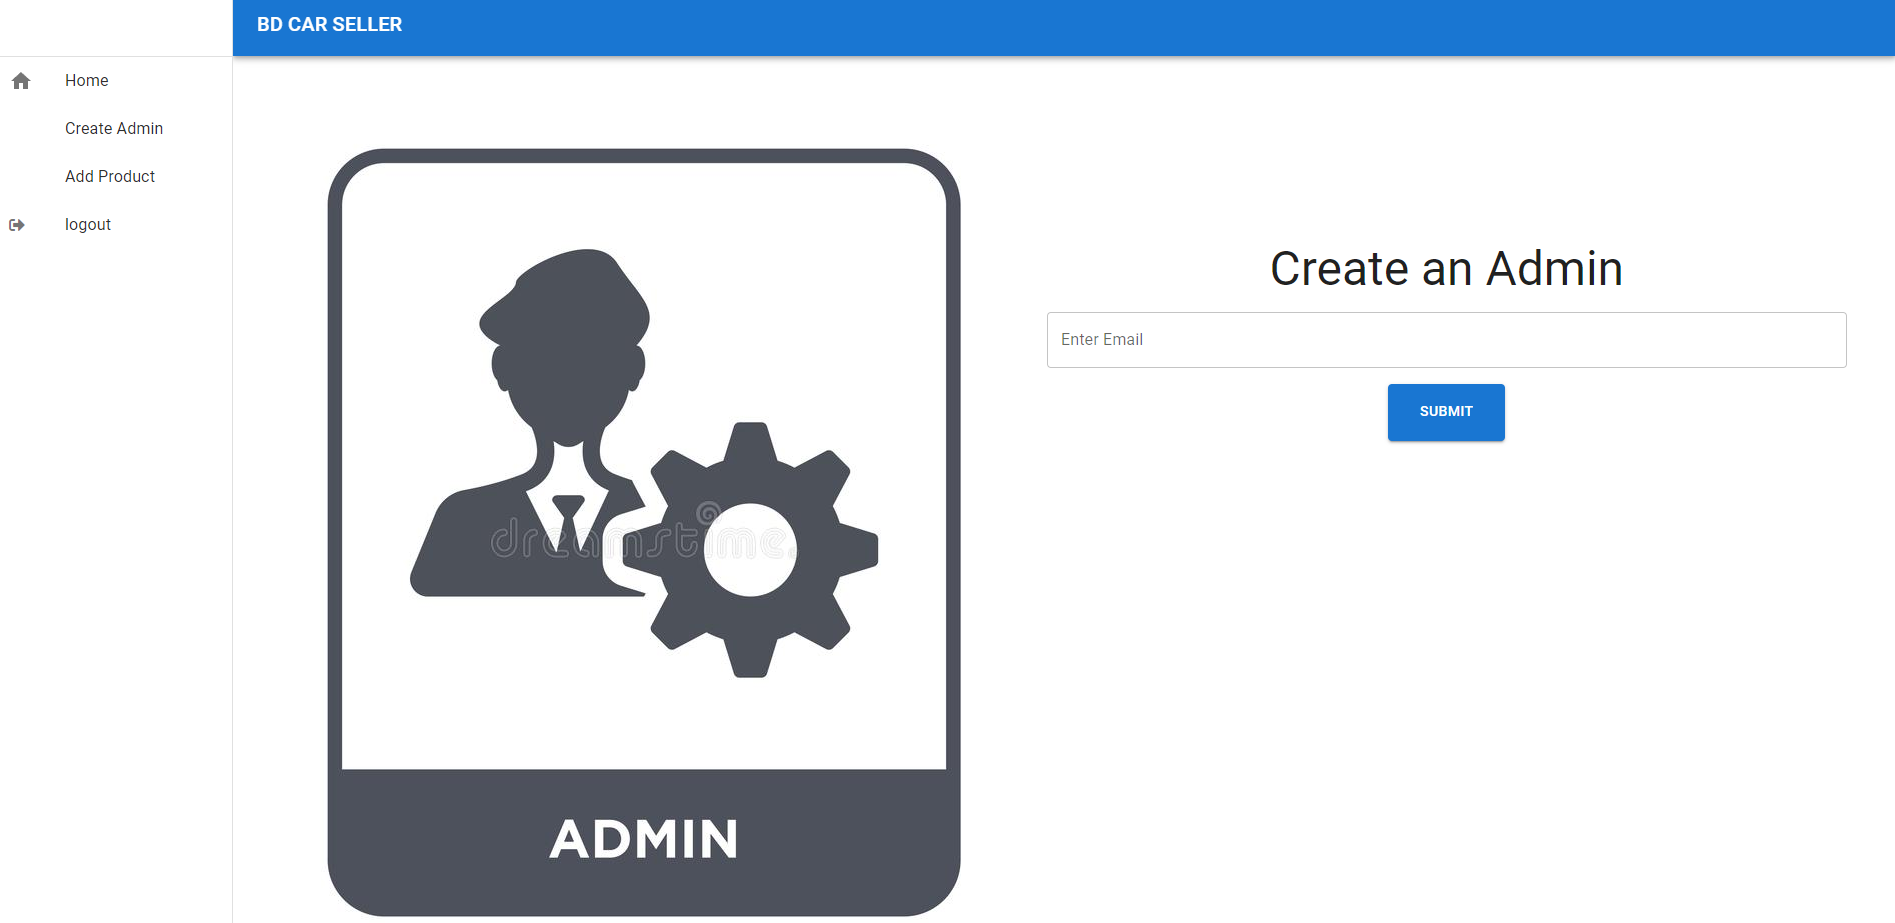 BD CAR SELLER
Home
Create Admin
Add Product
logout
Create an Admin
Enter Email
SUBMIT
dreamstime.
ADMIN